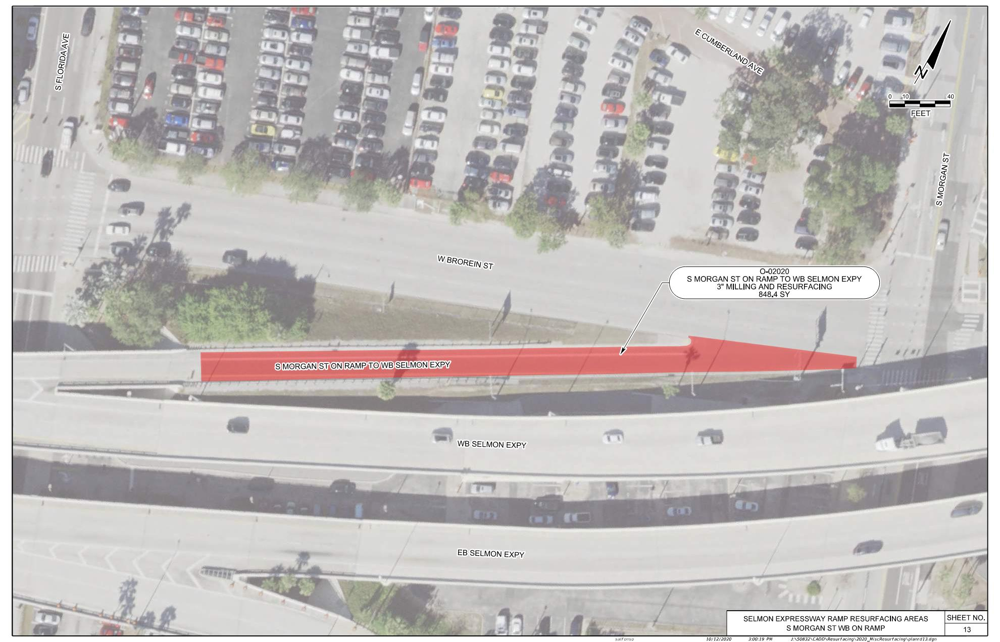 S FLORIDA AVE
E CUMBERLAND AVE
N
0 10 40
FEET
S MORGAN ST
W BROREIN ST
O-02020
S MORGAN ST ON RAMP TO WB SELMON EXPY
3" MILLING AND RESURFACING
848.4 SY
S MORGAN ST ON RAMP TO WB SELMON EXPY
WB SELMON EXPY
EB SELMON EXPY
SELMON EXPRESSWAY RAMP RESURFACING AREAS
S MORGAN ST WB ON RAMP
SHEET NO.
13
salfonso 10/12/2020 3:00:19 PM J:\50832\CADD\Resurfacing\2020_MiscResurfacing\planrd13.dgn